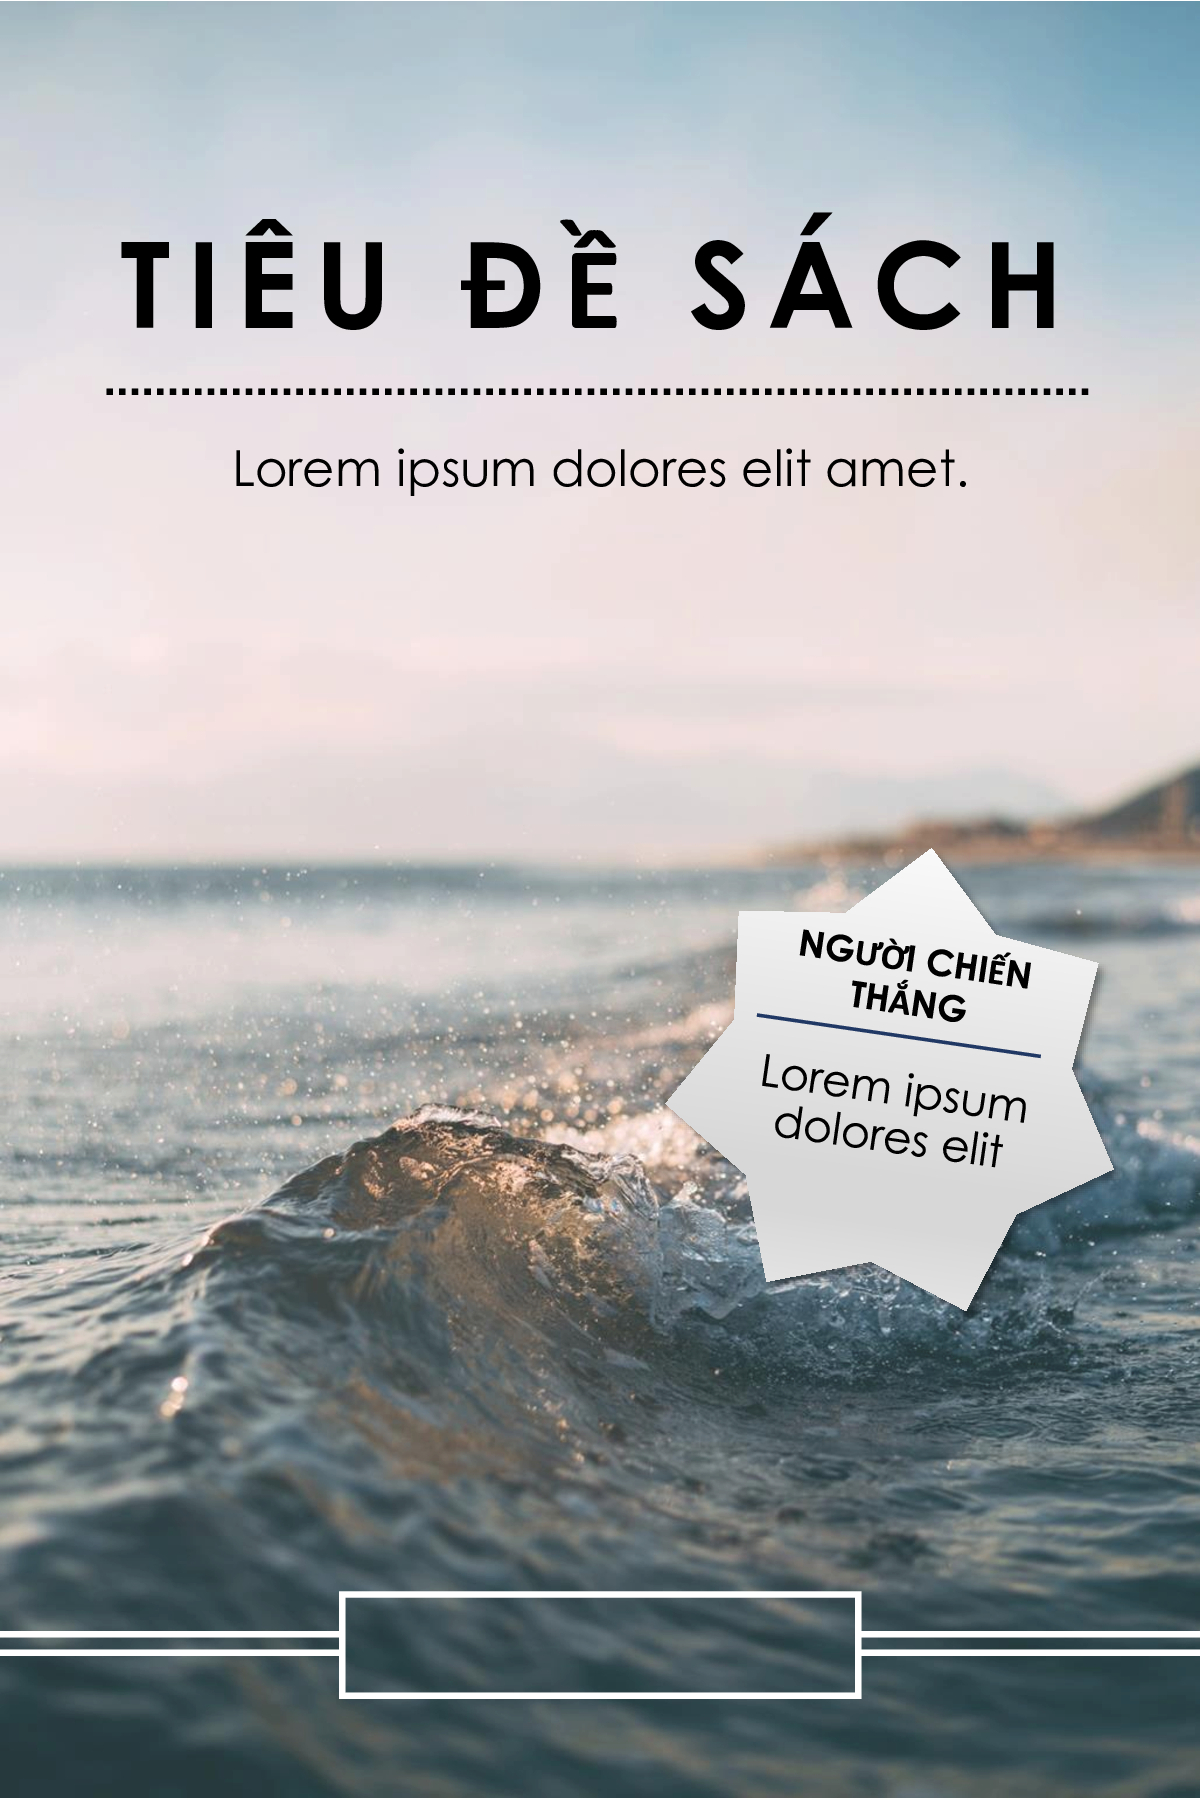 TIÊU ĐỀ SÁCH
Lorem ipsum dolores elit amet.
NGƯỜI CHIẾN
THẮNG
Lorem ipsum
dolores elit